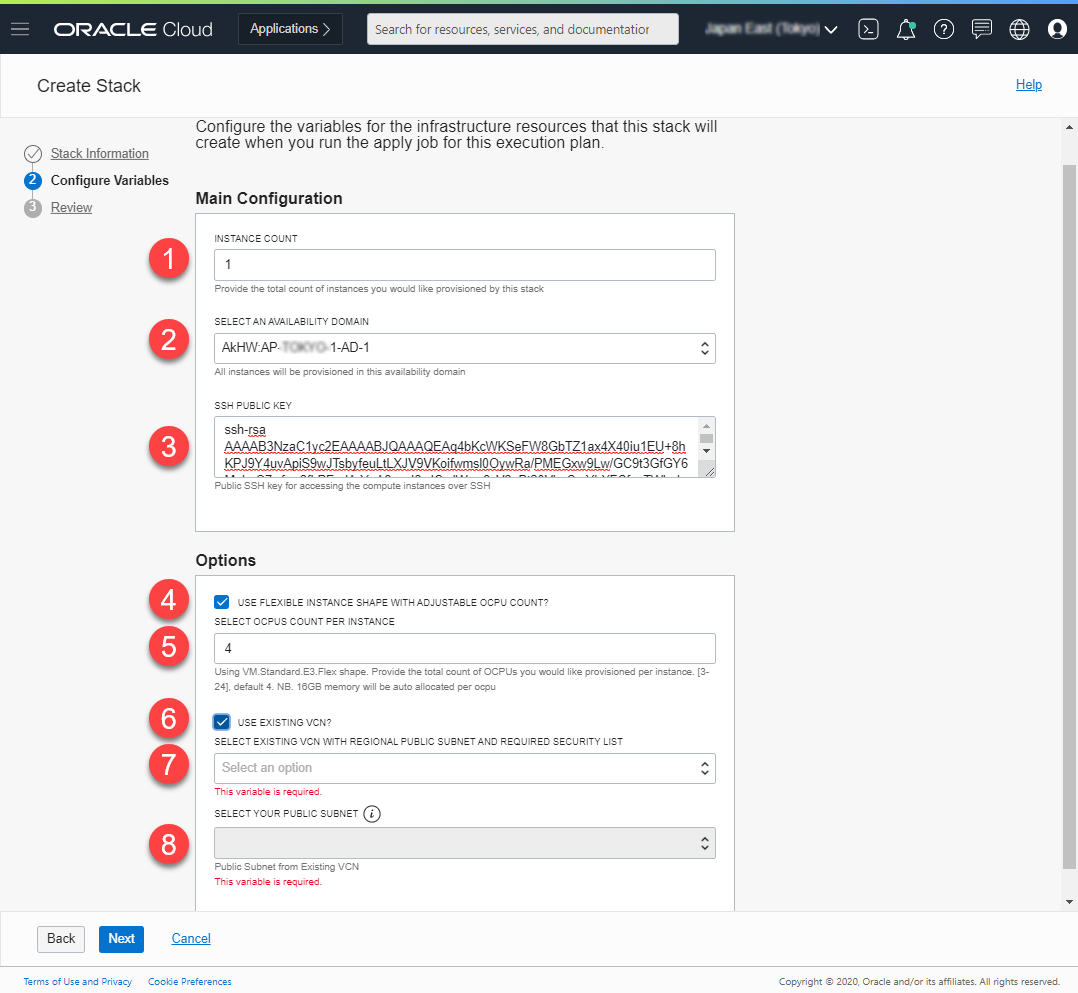 ORACLE Cloud
Applications
Search for resources, services, and documentation
Japan East (Tokyo)
Create Stack
Help
Configure the variables for the infrastructure resources that this stack will
create when you run the apply job for this execution plan.
Stack Information
2 Configure Variables
3 Review
Main Configuration
INSTANCE COUNT
1
1
Provide the total count of instances you would like provisioned by this stack
SELECT AN AVAILABILITY DOMAIN
2
AkHW:AP-TOKYO-1-AD-1
All instances will be provisioned in this availability domain
SSH PUBLIC KEY
3
ssh-rsa
AAAAB3NzaC1yc2EAAAABJQAAAQEAq4bKcWKSeFW8GbTZ1ax4X40iu1EU+8h
KPJ9Y4uvApiS9wJTsbyfeuLtLXJV9VKoifwmsl0OywRa/PMEGxw9Lw/GC9t3GfGY6
Public SSH key for accessing the compute instances over SSH
Options
4
USE FLEXIBLE INSTANCE SHAPE WITH ADJUSTABLE OCPU COUNT?
SELECT OCPUS COUNT PER INSTANCE
5
4
Using VM.Standard.E3.Flex shape. Provide the total count of OCPUs you would like provisioned per instance. [3-
24], default 4. NB. 16GB memory will be auto allocated per ocpu
6
USE EXISTING VCN?
SELECT EXISTING VCN WITH REGIONAL PUBLIC SUBNET AND REQUIRED SECURITY LIST
7
Select an option
This variable is required.
SELECT YOUR PUBLIC SUBNET i
8
Public Subnet from Existing VCN
This variable is required.
Back
Next
Cancel
Terms of Use and Privacy
Cookie Preferences
Copyright © 2020, Oracle and/or its affiliates. All rights reserved.